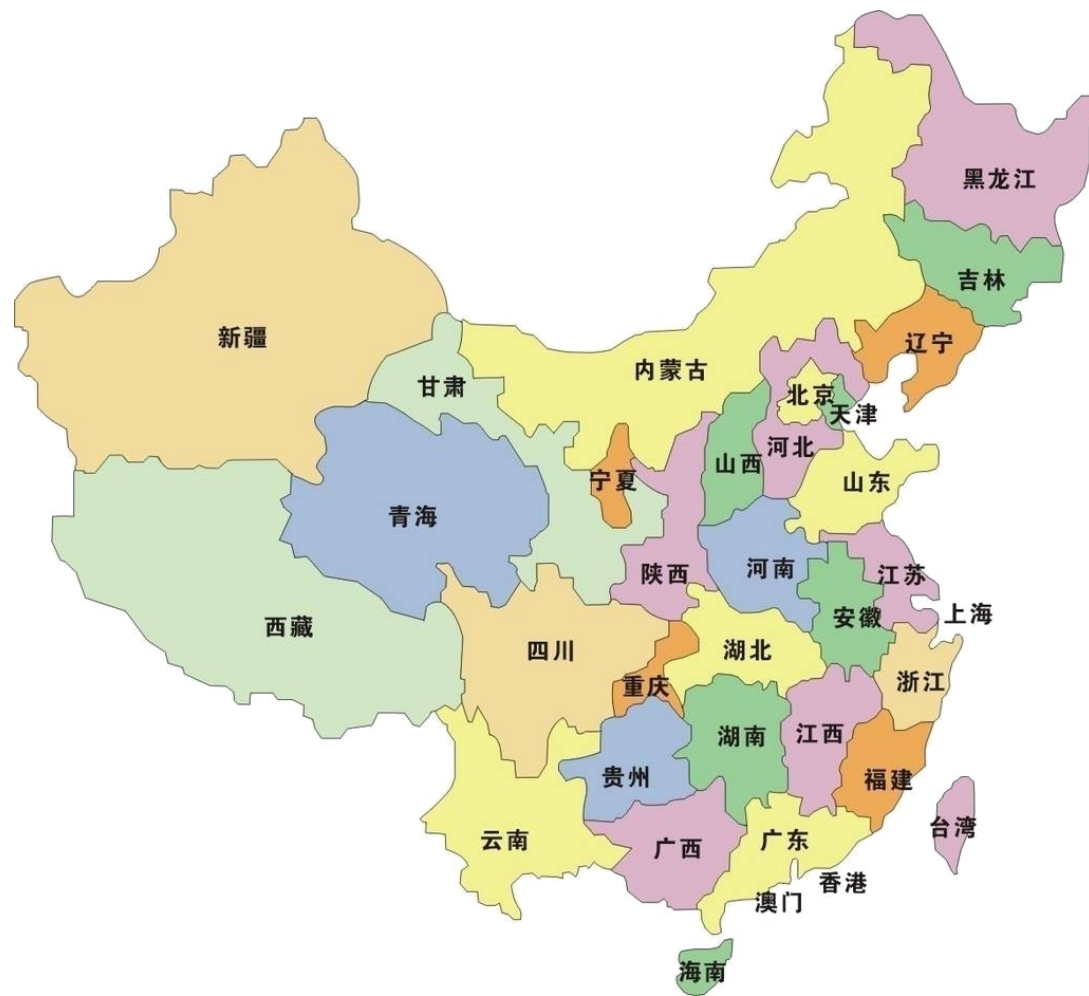 黑龙江
吉林
新疆
辽宁
内蒙古
甘肃
北京
天津
河北
山西
宁夏
山东
青海
陕西
河南
江苏
西藏
安徽
上海
四川
湖北
重庆
浙江
湖南
江西
贵州
福建
云南
广西
广东
台湾
香港
澳门
海南